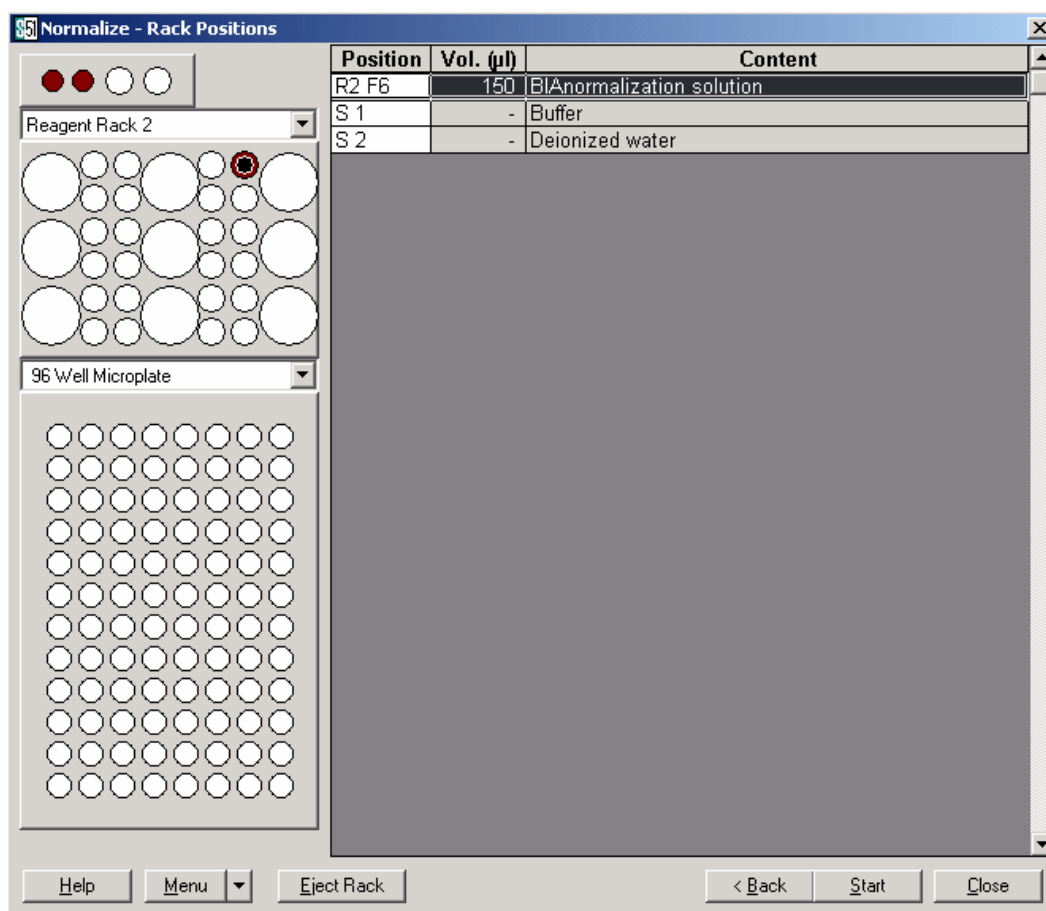 S51 Normalize - Rack Positions
Position Vol. (µl) Content
R2 F6 150 BIAnormalization solution
S 1 - Buffer
S 2 - Deionized water
Reagent Rack 2
96 Well Microplate
Help Menu Eject Rack < Back Start Close